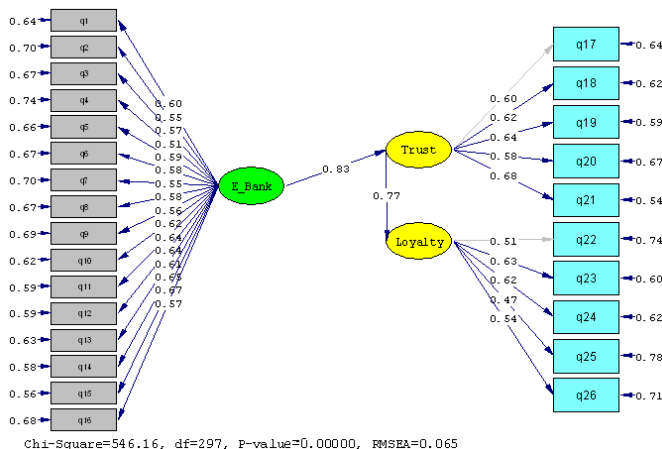 0.64 q1
0.70 q2
0.67 q3
0.74 q4
0.66 q5
0.67 q6
0.70 q7
0.67 q8
0.69 q9
0.62 q10
0.59 q11
0.59 q12
0.63 q13
0.58 q14
0.56 q15
0.68 q16
0.60
0.55
0.57
0.51
0.59
0.58
0.55
0.58
0.56
0.62
0.64
0.64
0.61
0.65
0.67
0.57
E_Bank
0.83
Trust
0.77
Loyalty
0.60
0.62
0.64
0.58
0.68
0.51
0.63
0.62
0.47
0.54
q17 0.64
q18 0.62
q19 0.59
q20 0.67
q21 0.54
q22 0.74
q23 0.60
q24 0.62
q25 0.78
q26 0.71
Chi-Square=546.16, df=297, P-value=0.00000, RMSEA=0.065